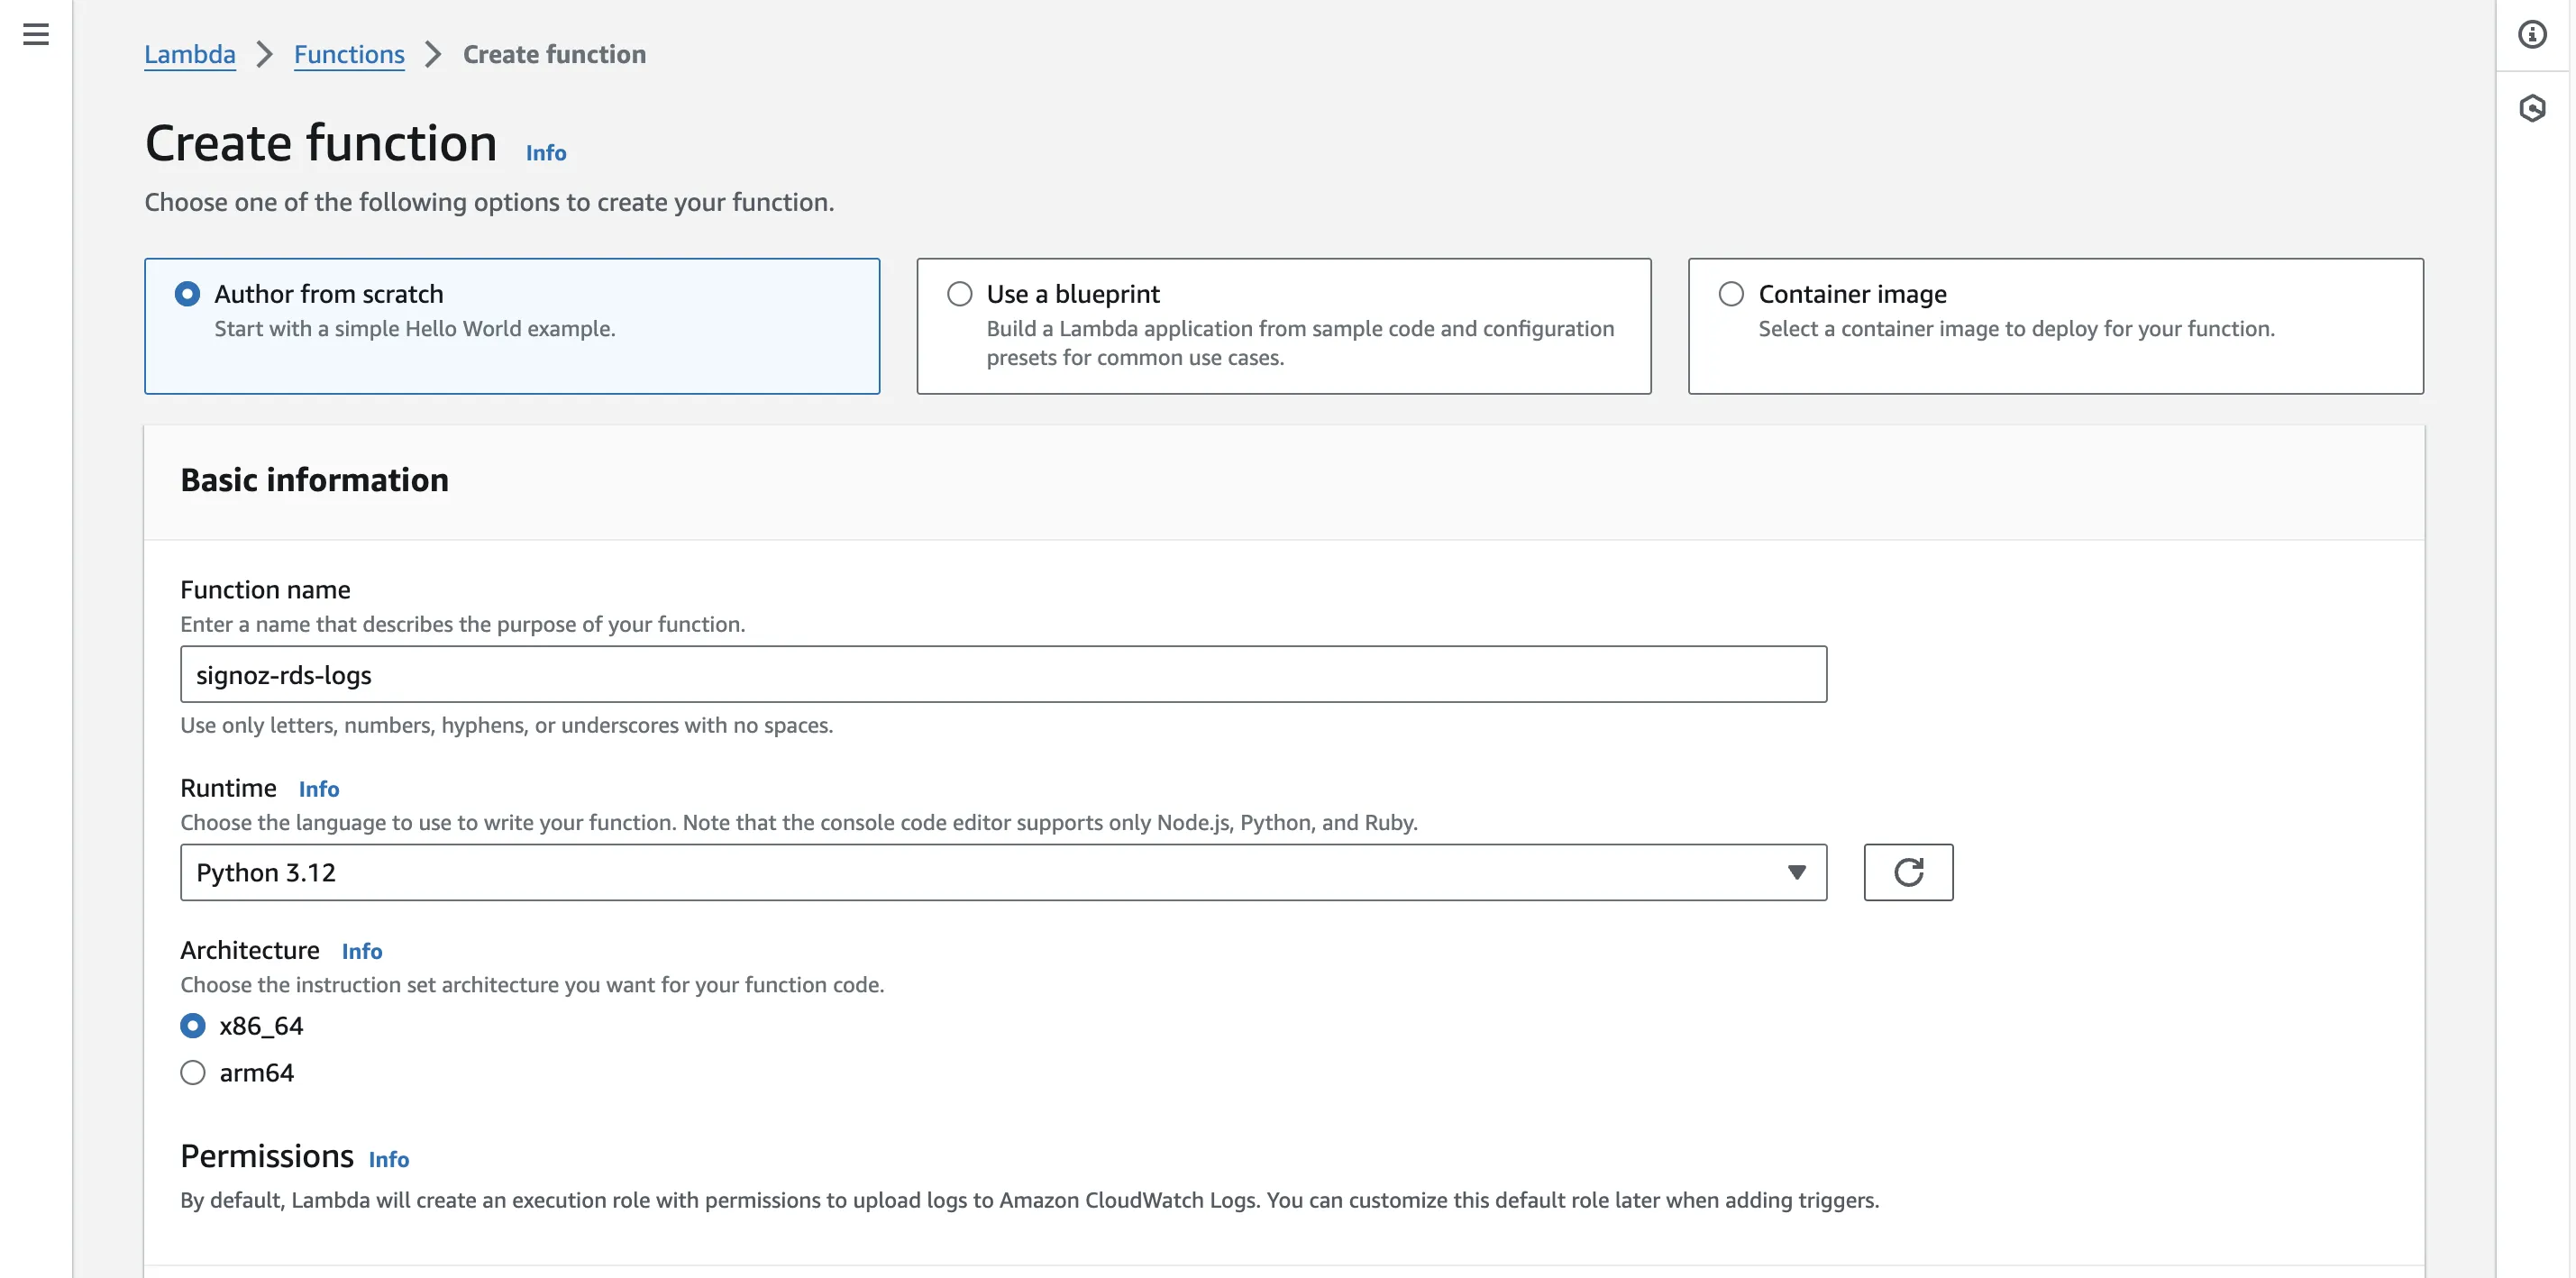 Lambda > Functions > Create function
Create function Info
Choose one of the following options to create your function.
Author from scratch
Start with a simple Hello World example.
Use a blueprint
Build a Lambda application from sample code and configuration
presets for common use cases.
Container image
Select a container image to deploy for your function.
Basic information
Function name
Enter a name that describes the purpose of your function.
signoz-rds-logs
Use only letters, numbers, hyphens, or underscores with no spaces.
Runtime Info
Choose the language to use to write your function. Note that the console code editor supports only Node.js, Python, and Ruby.
Python 3.12
Architecture Info
Choose the instruction set architecture you want for your function code.
x86_64
arm64
Permissions Info
By default, Lambda will create an execution role with permissions to upload logs to Amazon CloudWatch Logs. You can customize this default role later when adding triggers.